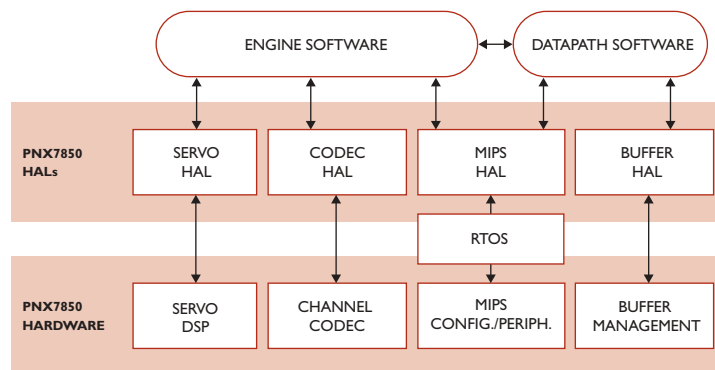 ENGINE SOFTWARE
DATAPATH SOFTWARE
PNX7850
HALs
SERVO
HAL
CODEC
HAL
MIPS
HAL
BUFFER
HAL
RTOS
PNX7850
HARDWARE
SERVO
DSP
CHANNEL
CODEC
MIPS
CONFIG./PERIPH.
BUFFER
MANAGEMENT